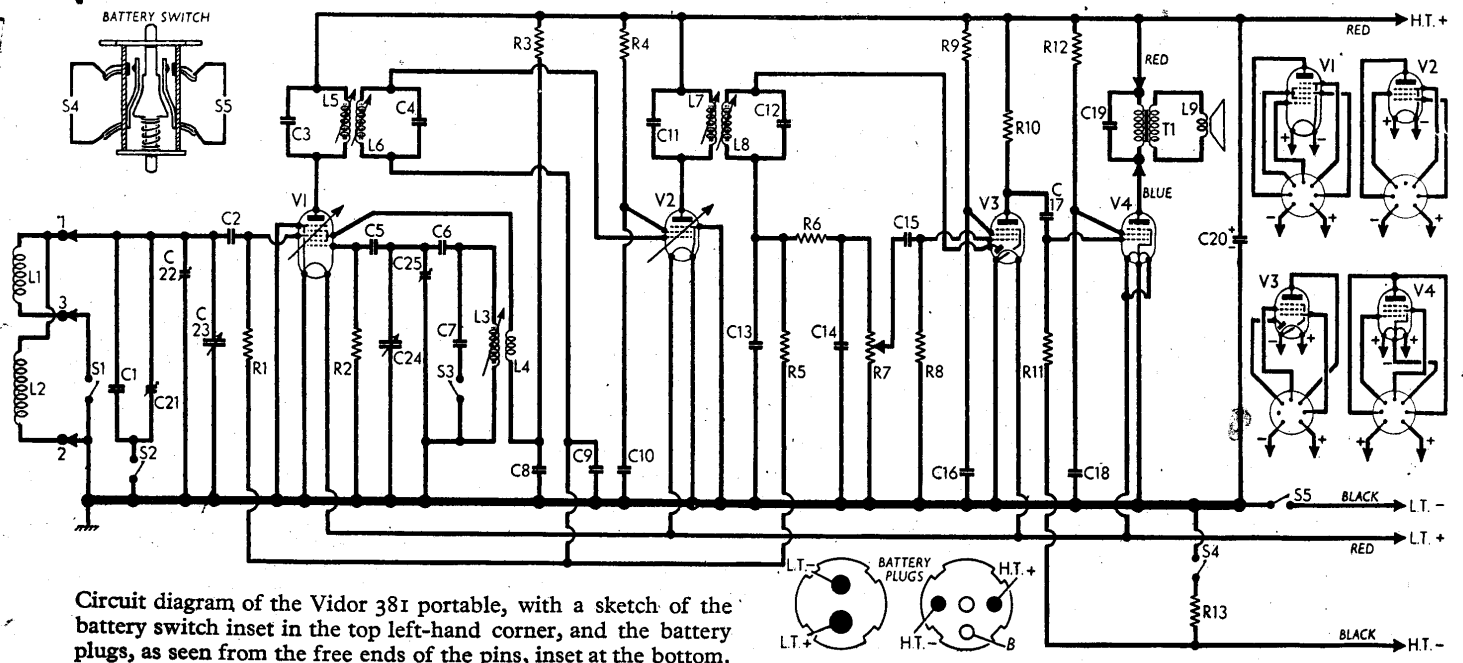 BATTERY SWITCH
S4
S5
H.T. +
RED
R3
R4
R9
R12
RED
V1
V2
L5
L6
C3
C4
L7
L8
C11
C12
C19
T1
L9
R10
BLUE
V1
V2
V3
V4
C
17
1
C2
C5
C6
C25
R6
C15
C20
+
-
L1
C
22
3
C
23
L2
S1
C1
C21
2
S2
R1
R2
C24
C7
S3
L3
L4
C13
R5
C14
R7
R8
R11
C8
C9
C10
C16
C18
V3
V4
S5
BLACK
L.T. -
L.T. +
RED
S4
R13
BLACK
H.T. -
L.T.-
L.T.+
BATTERY
PLUGS
H.T. +
H.T.-
B
Circuit diagram of the Vidor 381 portable, with a sketch of the
battery switch inset in the top left-hand corner, and the battery
plugs, as seen from the free ends of the pins, inset at the bottom.